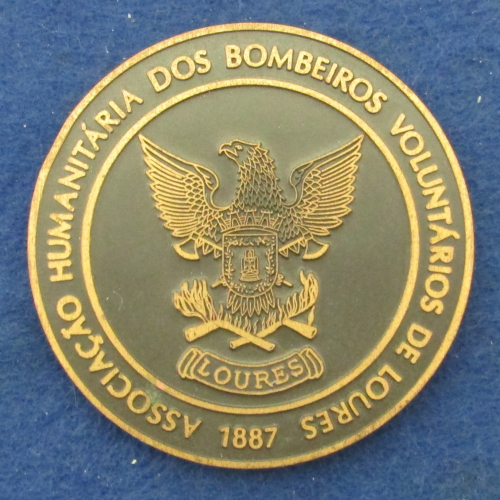 ASSOCIAÇÃO HUMANITÁRIA DOS BOMBEIROS VOLUNTÁRIOS DE LOURES
1887
LOURES